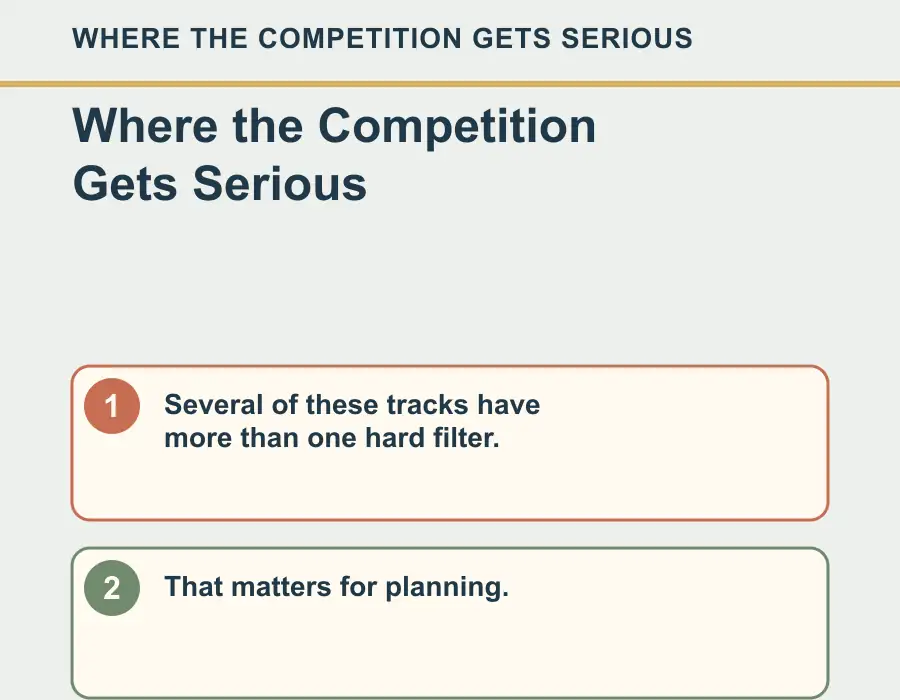 WHERE THE COMPETITION GETS SERIOUS
Where the Competition
Gets Serious
1
Several of these tracks have
more than one hard filter.
2
That matters for planning.